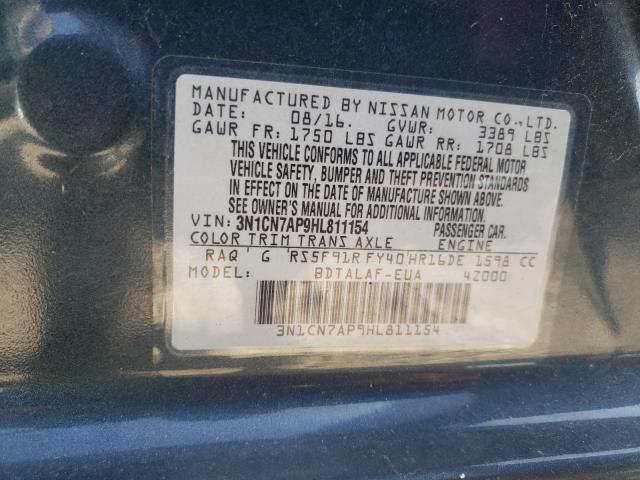 MANUFACTURED BY NISSAN MOTOR CO.,LTD.
DATE: 08/16. GVWR: 3389 LBS
GAWR FR: 1750 LBS GAWR RR: 1708 LBS
THIS VEHICLE CONFORMS TO ALL APPLICABLE FEDERAL MOTOR
VEHICLE SAFETY, BUMPER AND THEFT PREVENTION STANDARDS
IN EFFECT ON THE DATE OF MANUFACTURE SHOWN ABOVE.
SEE OWNER'S MANUAL FOR ADDITIONAL INFORMATION.
VIN: 3N1CN7AP9HL811154 PASSENGER CAR.
COLOR TRIM TRANS AXLE ENGINE
RAQ' G 'RS5F91R FY40'HR16DE 1598 CC
MODEL: BDTALAF-EUA 42000
3N1CN7AP9HL811154